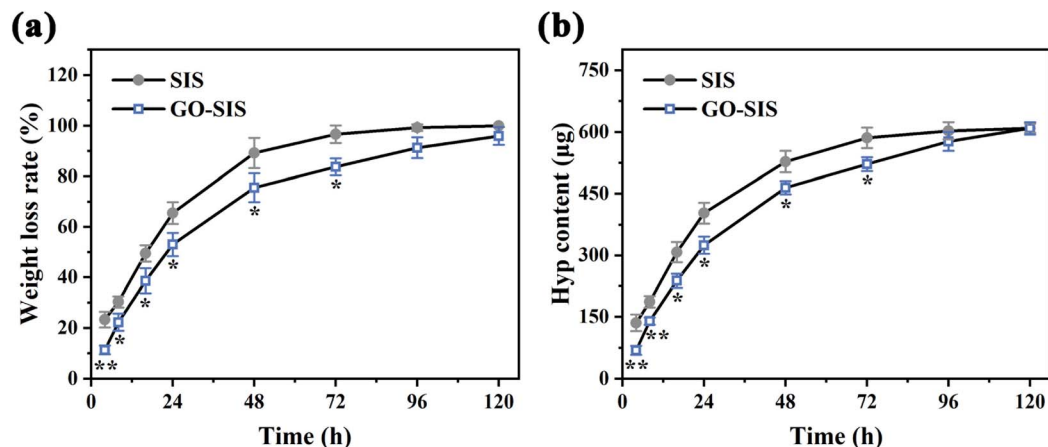 (a)
Weight loss rate (%)
120
100
80
60
40
20
0
SIS
GO-SIS
**
*
*
*
*
*
0 24 48 72 96 120
Time (h)
(b)
Hyp content (μg)
750
600
450
300
150
0
SIS
GO-SIS
**
**
*
*
*
*
0 24 48 72 96 120
Time (h)